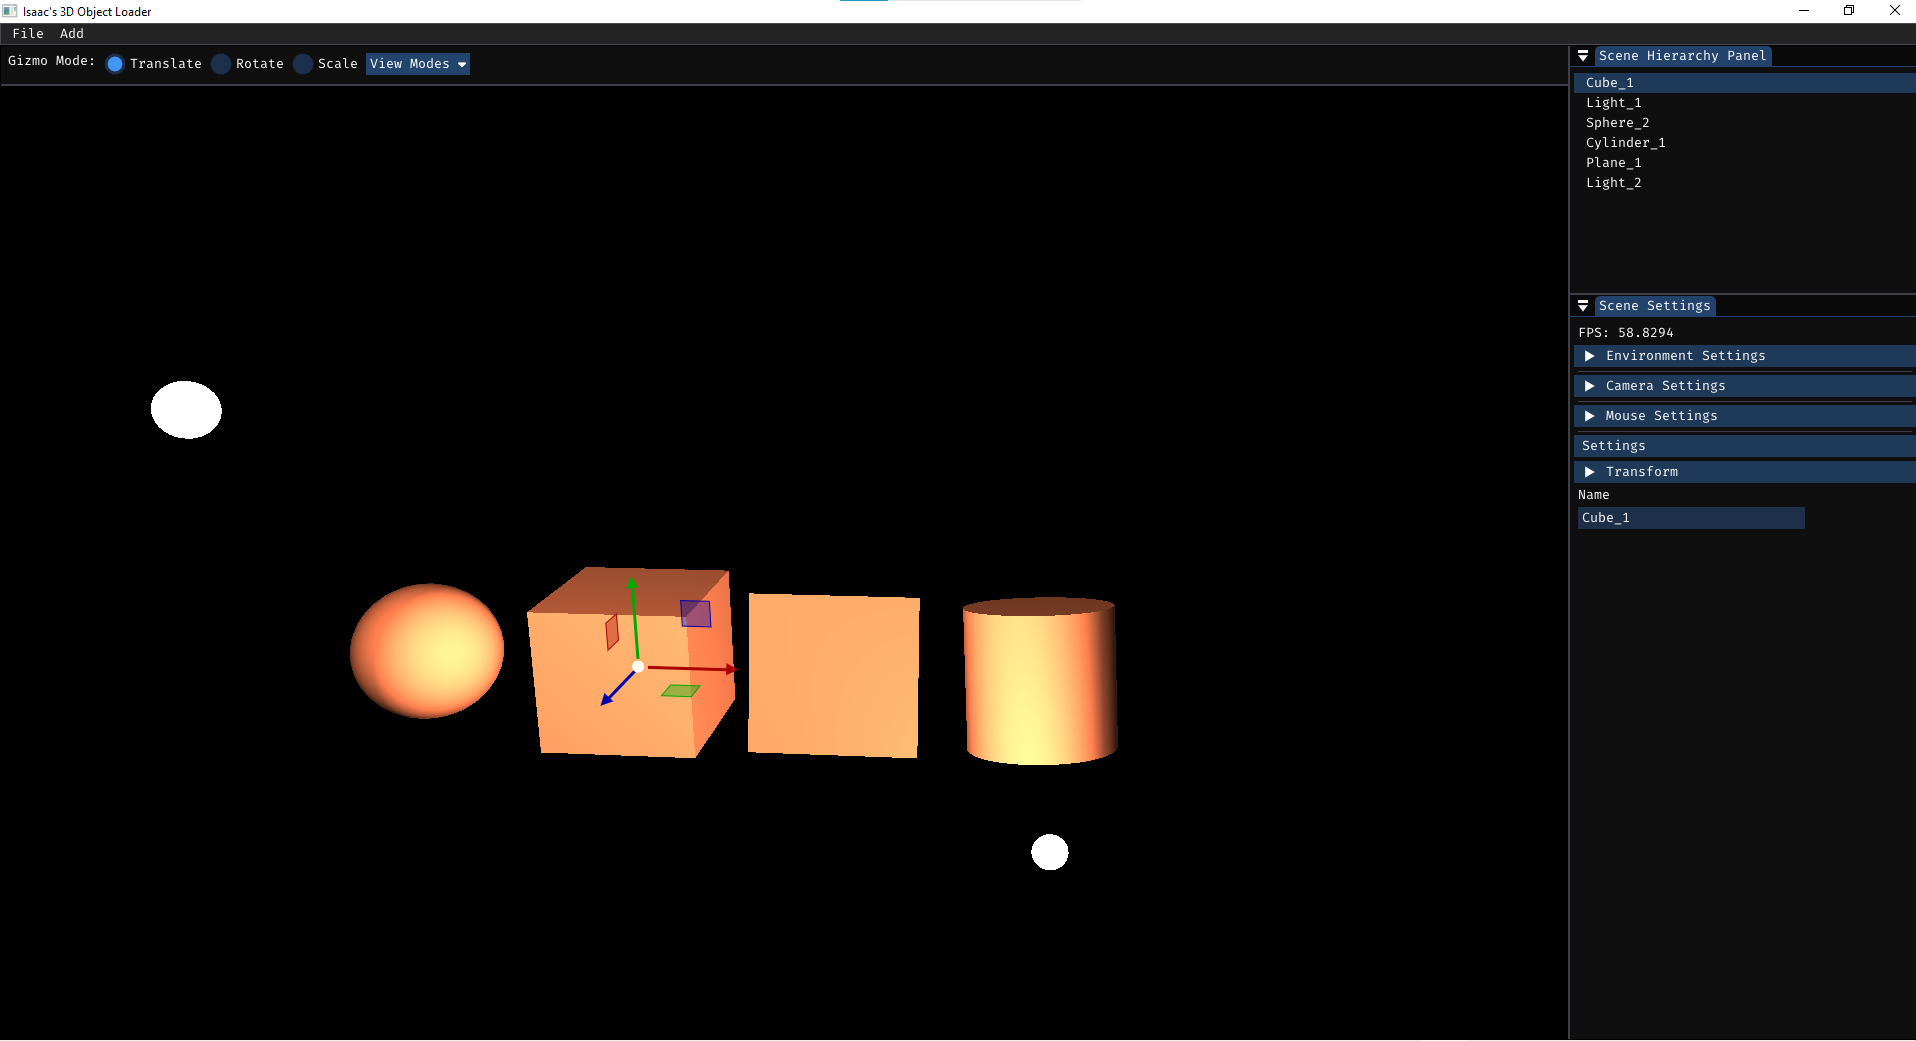 Isaac's 3D Object Loader
File Add
Gizmo Mode: Translate Rotate Scale View Modes
Scene Hierarchy Panel
Cube_1
Light_1
Sphere_2
Cylinder_1
Plane_1
Light_2
Scene Settings
FPS: 58.8294
Environment Settings
Camera Settings
Mouse Settings
Settings
Transform
Name
Cube_1